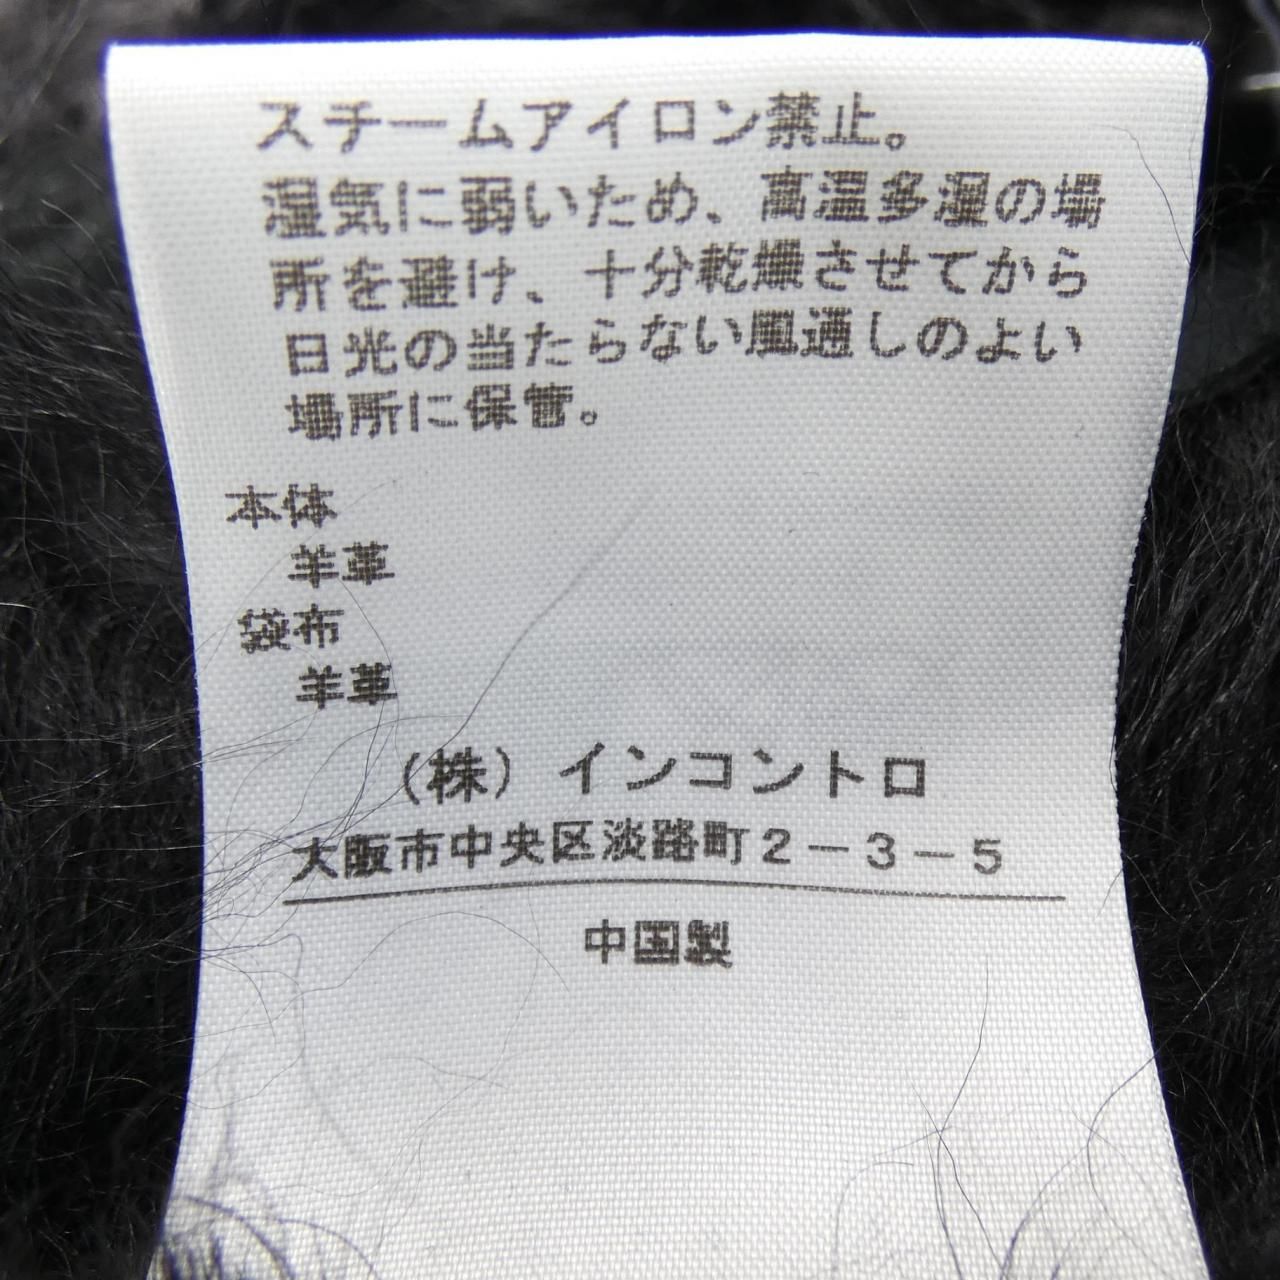 スチームアイロン禁止。
湿気に弱いため、高温多湿の場
所を避け、十分乾燥させてから
日光の当たらない風通しのよい
場所に保管。
本体
羊革
袋布
羊革
(株) インコントロ
大阪市中央区淡路町2－3－5
中国製